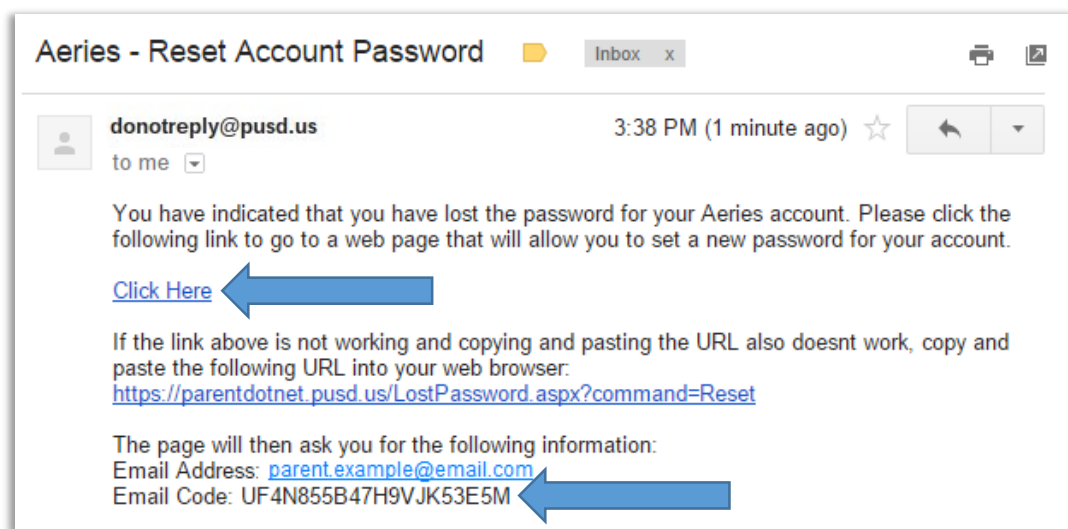 Aeries - Reset Account Password Inbox x
donotreply@pusd.us 3:38 PM (1 minute ago)
to me
You have indicated that you have lost the password for your Aeries account. Please click the
following link to go to a web page that will allow you to set a new password for your account.
Click Here
If the link above is not working and copying and pasting the URL also doesnt work, copy and
paste the following URL into your web browser:
https://parentdotnet.pusd.us/LostPassword.aspx?command=Reset
The page will then ask you for the following information:
Email Address: parent.example@email.com
Email Code: UF4N855B47H9VJK53E5M